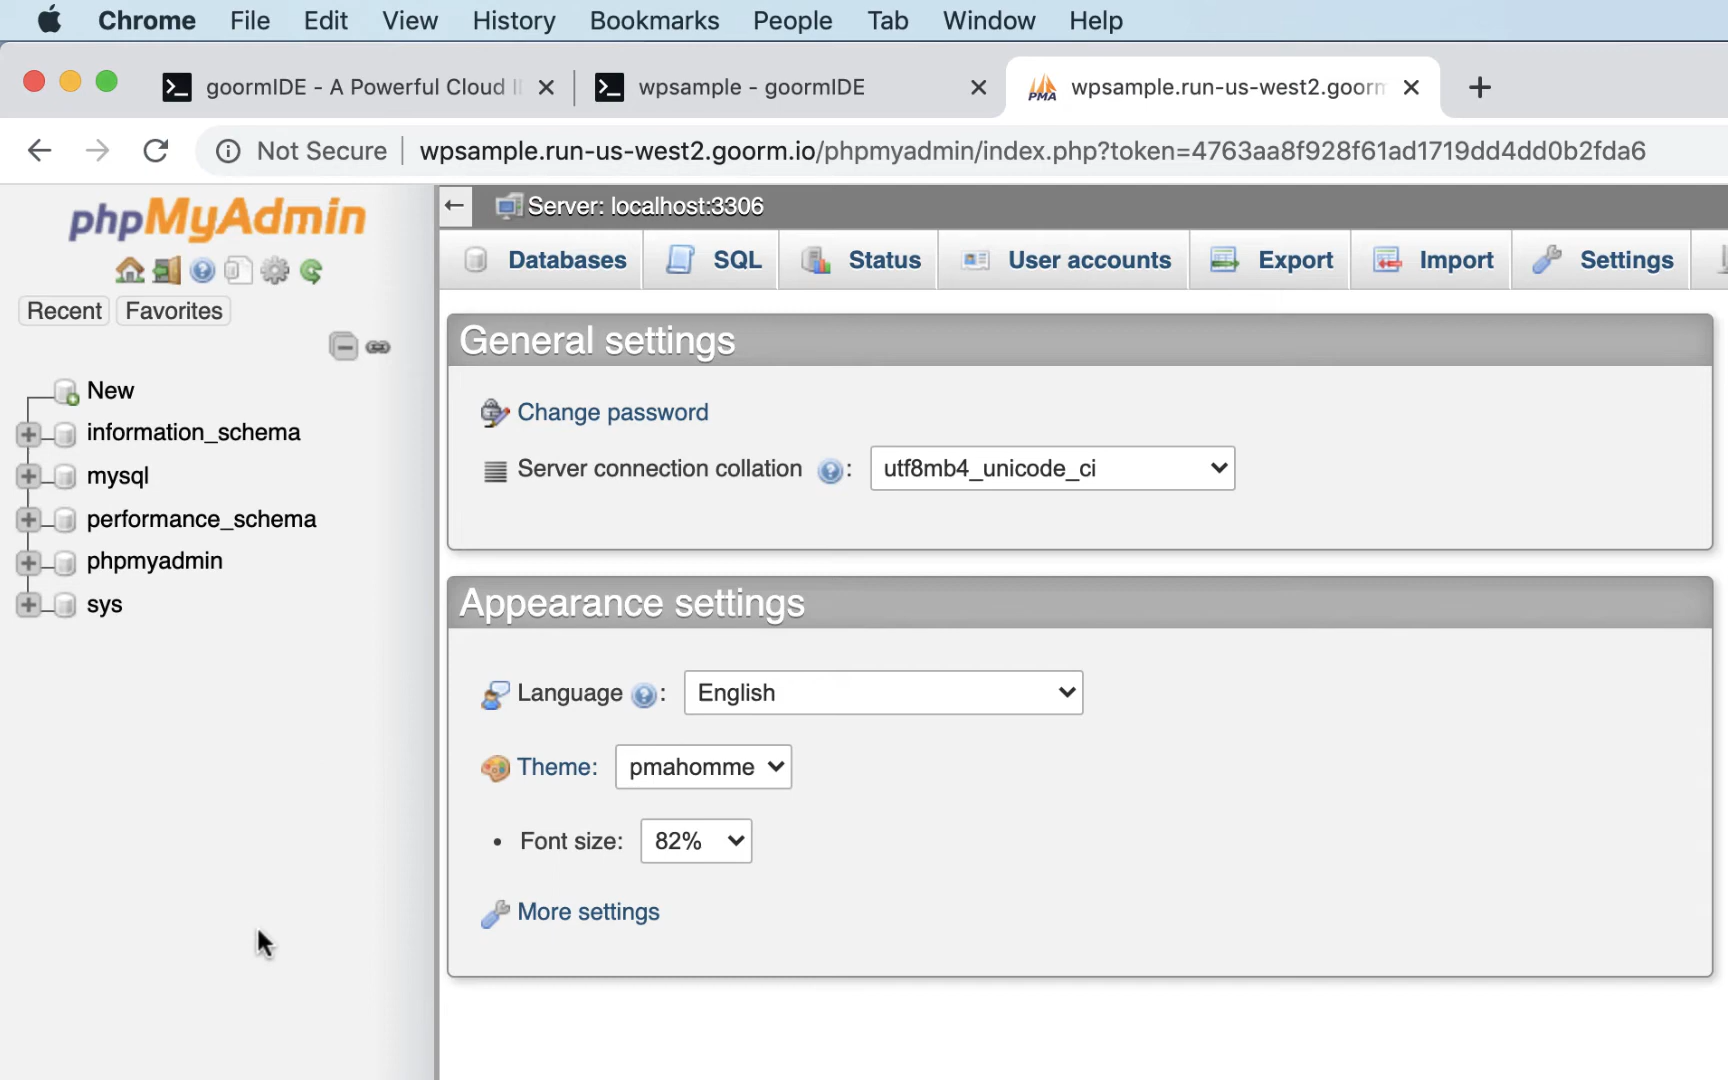 Chrome File Edit View History Bookmarks People Tab Window Help
goormIDE - A Powerful Cloud I wpsample - goormIDE PMA wpsample.run-us-west2.goorm
Not Secure wpsample.run-us-west2.goorm.io/phpmyadmin/index.php?token=4763aa8f928f61ad1719dd4dd0b2fda6
phpMyAdmin
Recent Favorites
New
information_schema
mysql
performance_schema
phpmyadmin
sys
Server: localhost:3306
Databases SQL Status User accounts Export Import Settings
General settings
Change password
Server connection collation : utf8mb4_unicode_ci
Appearance settings
Language : English
Theme: pmahomme
• Font size: 82%
More settings